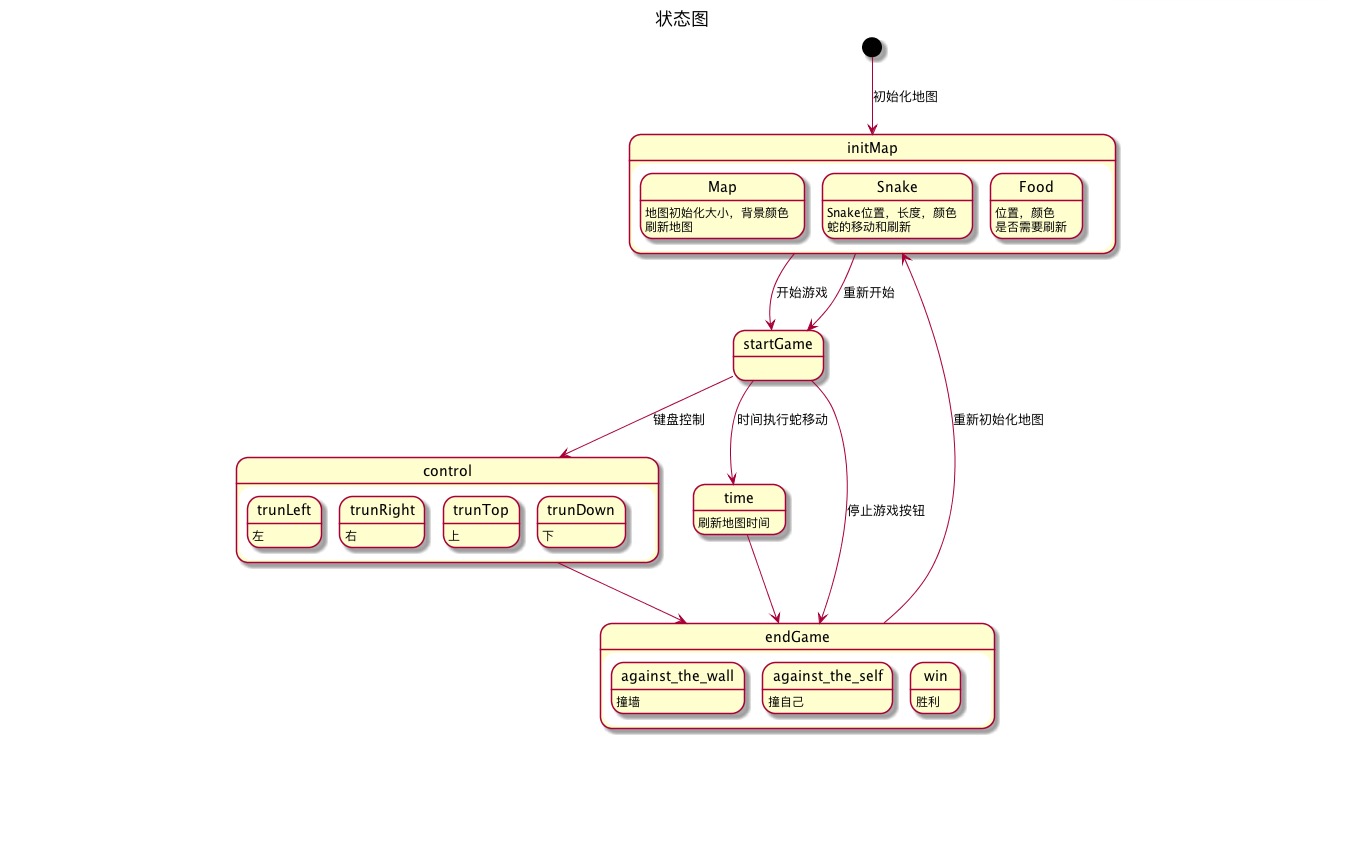 状态图
初始化地图
initMap
Map
地图初始化大小，背景颜色
刷新地图
Snake
Snake位置，长度，颜色
蛇的移动和刷新
Food
位置，颜色
是否需要刷新
开始游戏
重新开始
startGame
键盘控制
时间执行蛇移动
重新初始化地图
control
trunLeft
左
trunRight
右
trunTop
上
trunDown
下
time
刷新地图时间
停止游戏按钮
endGame
against_the_wall
撞墙
against_the_self
撞自己
win
胜利